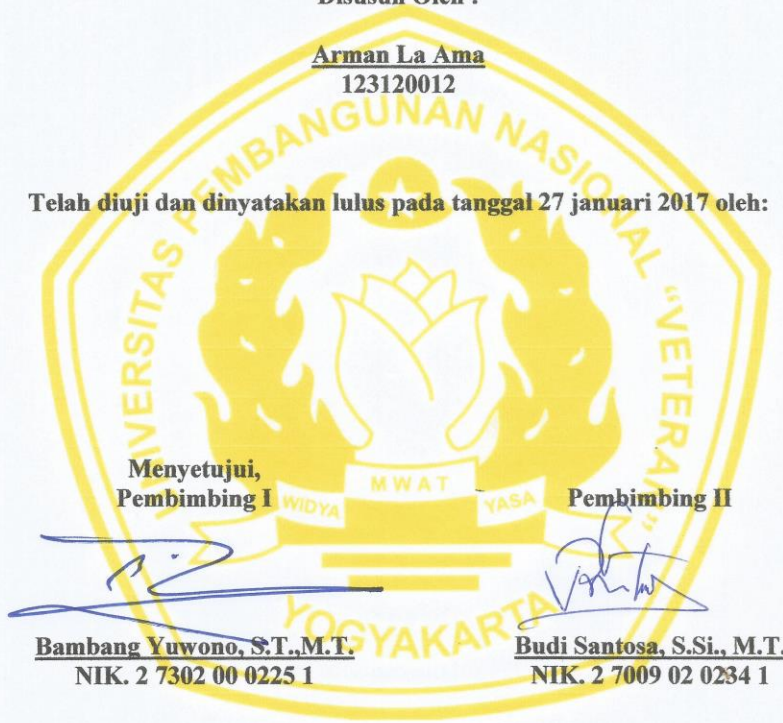 Disusun Oleh :
Arman La Ama
123120012
UNIVERSITAS PEMBANGUNAN NASIONAL "VETERAN"
Telah diuji dan dinyatakan lulus pada tanggal 27 januari 2017 oleh:
Menyetujui,
Pembimbing I
Pembimbing II
WIDYA MWAT YASA
YOGYAKARTA
Bambang Yuwono, S.T.,M.T.
Budi Santosa, S.Si., M.T.
NIK. 2 7302 00 0225 1
NIK. 2 7009 02 0234 1